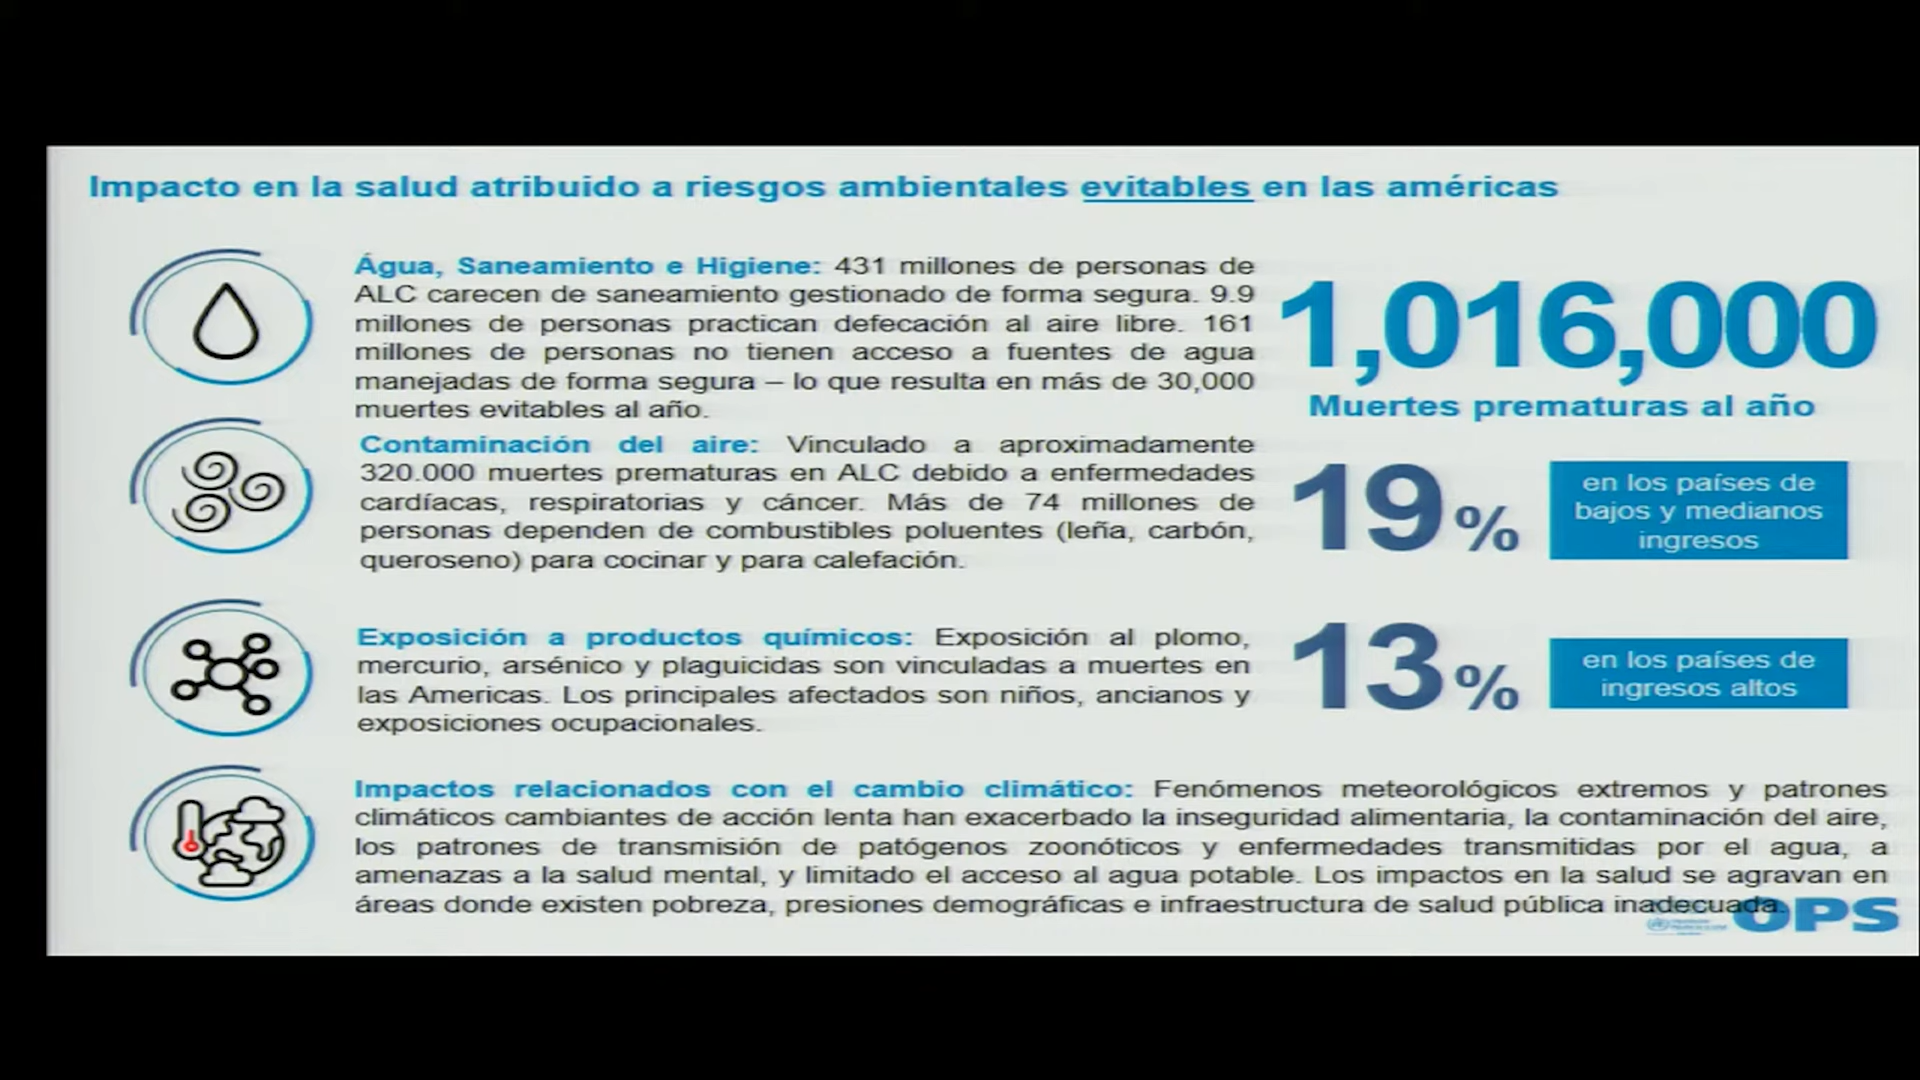 Impacto en la salud atribuido a riesgos ambientales evitables en las américas
Água, Saneamiento e Higiene: 431 millones de personas de
ALC carecen de saneamiento gestionado de forma segura. 9.9
millones de personas practican defecación al aire libre. 161
millones de personas no tienen acceso a fuentes de agua
manejadas de forma segura – lo que resulta en más de 30,000
muertes evitables al año.
Contaminación del aire: Vinculado a aproximadamente
320.000 muertes prematuras en ALC debido a enfermedades
cardíacas, respiratorias y cáncer. Más de 74 millones de
personas dependen de combustibles poluentes (leña, carbón,
queroseno) para cocinar y para calefación.
Exposición a productos químicos: Exposición al plomo,
mercurio, arsénico y plaguicidas son vinculadas a muertes en
las Americas. Los principales afectados son niños, ancianos y
exposiciones ocupacionales.
1,016,000
Muertes prematuras al año
19%
en los países de
bajos y medianos
ingresos
13%
en los países de
ingresos altos
Impactos relacionados con el cambio climático: Fenómenos meteorológicos extremos y patrones
climáticos cambiantes de acción lenta han exacerbado la inseguridad alimentaria, la contaminación del aire,
los patrones de transmisión de patógenos zoonóticos y enfermedades transmitidas por el agua, a
amenazas a la salud mental, y limitado el acceso al agua potable. Los impactos en la salud se agravan en
áreas donde existen pobreza, presiones demográficas e infraestructura de salud pública inadecuada.
OPS